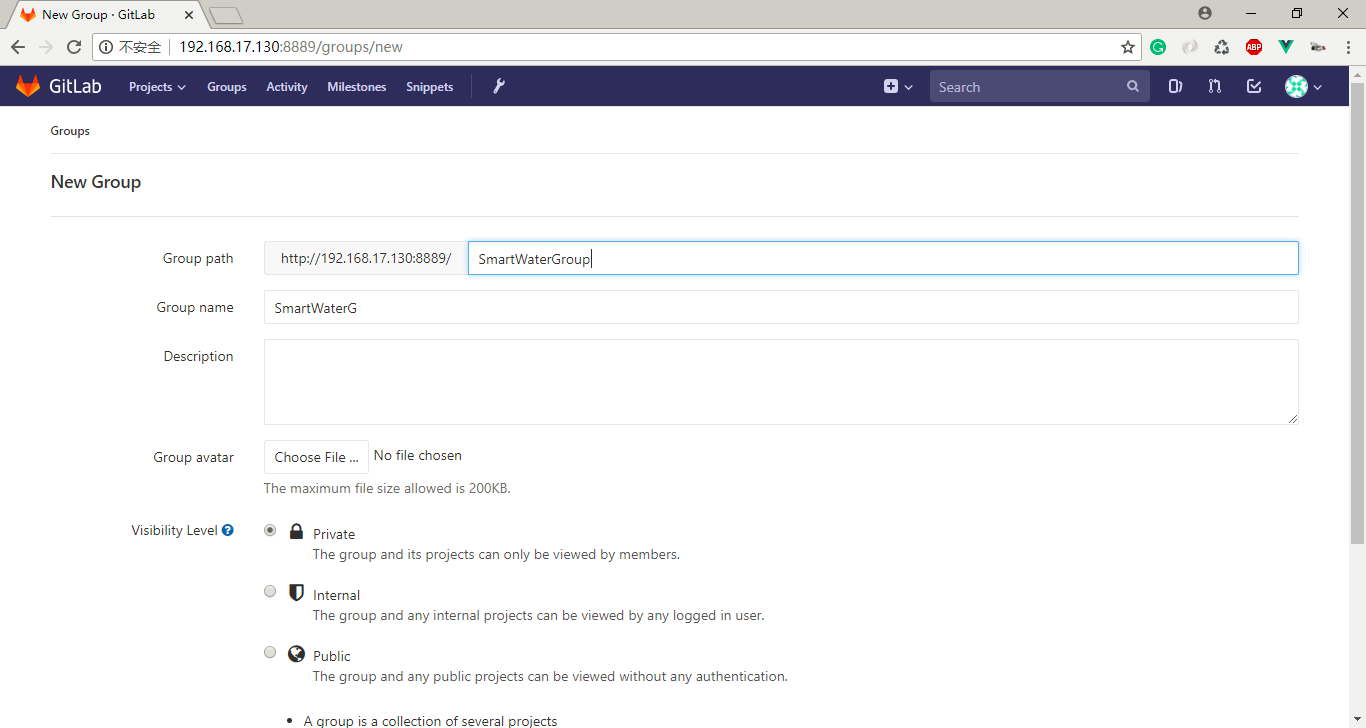 New Group · GitLab
不安全 192.168.17.130:8889/groups/new
ABP
GitLab Projects Groups Activity Milestones Snippets Search
Groups
New Group
Group path http://192.168.17.130:8889/ SmartWaterGroup
Group name SmartWaterG
Description
Group avatar Choose File ... No file chosen
The maximum file size allowed is 200KB.
Visibility Level Private
The group and its projects can only be viewed by members.
Internal
The group and any internal projects can be viewed by any logged in user.
Public
The group and any public projects can be viewed without any authentication.
• A group is a collection of several projects